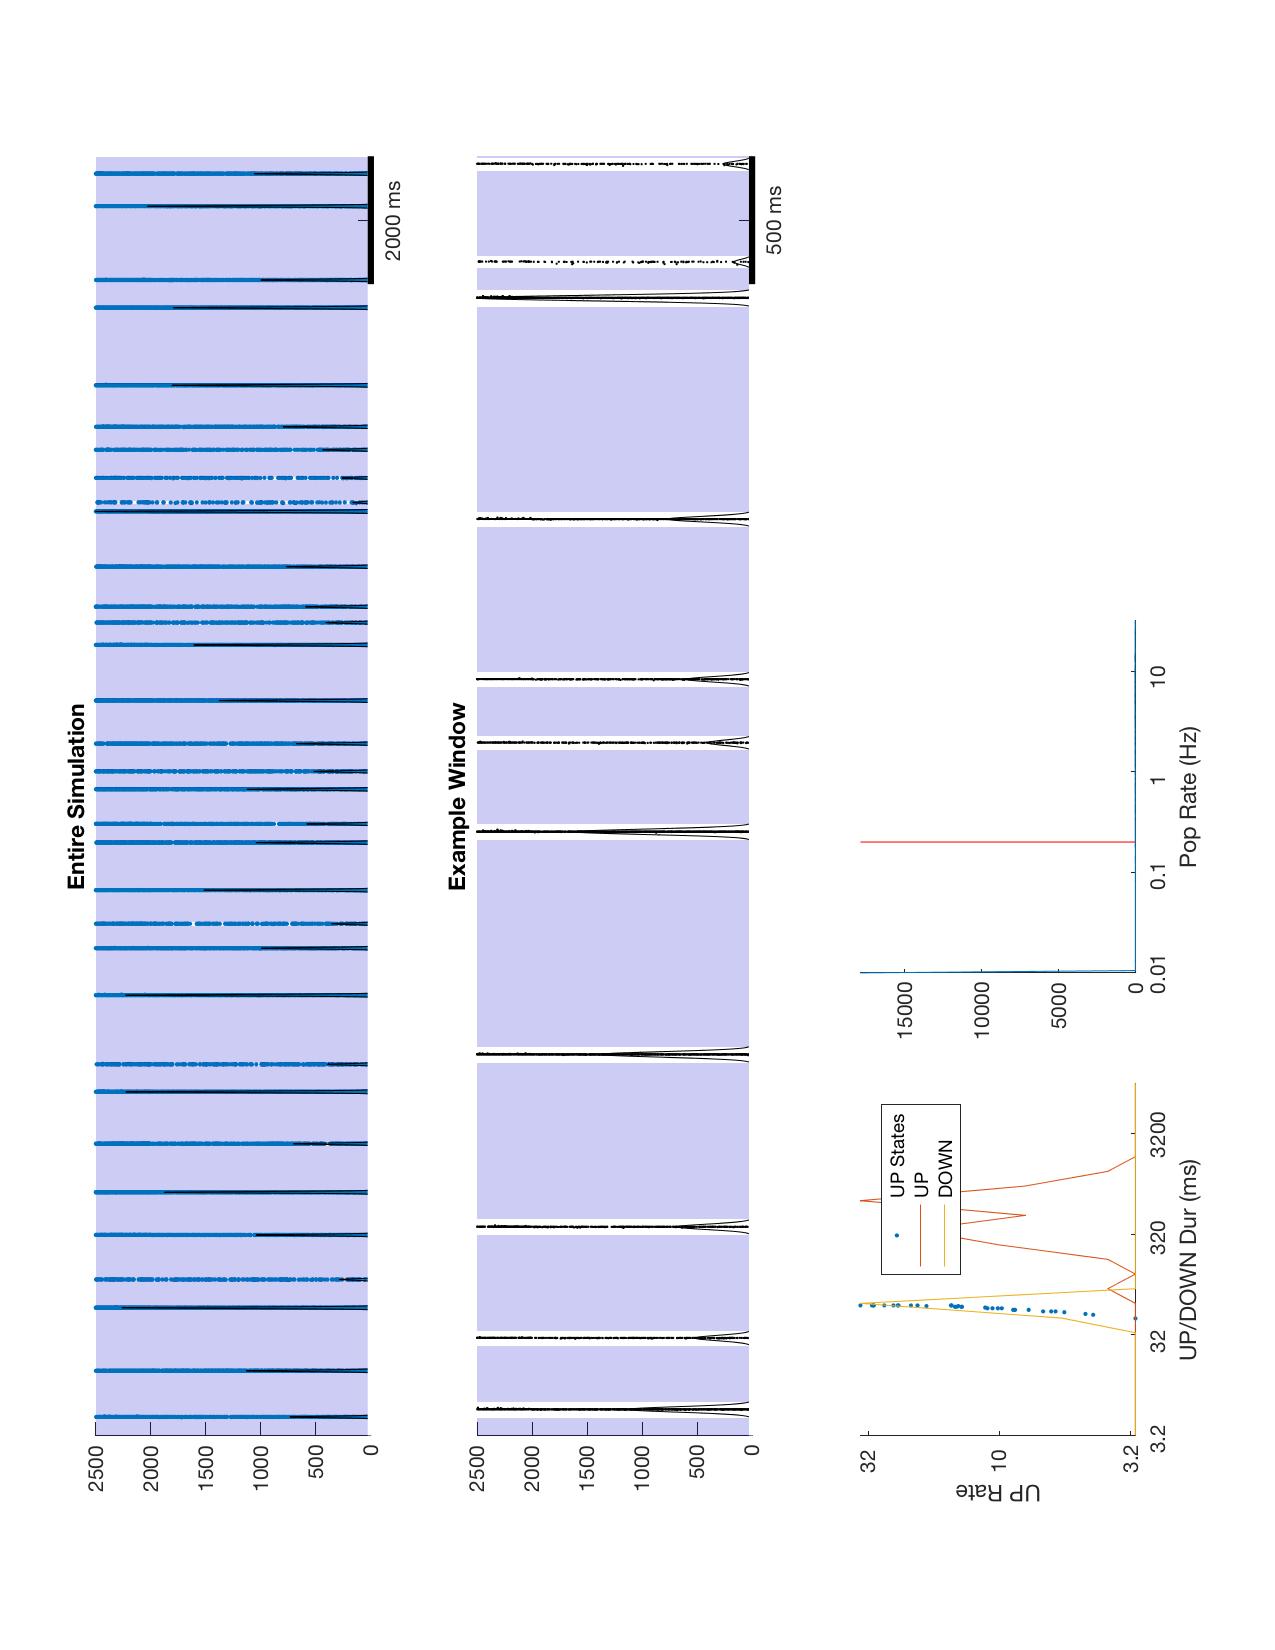 Entire Simulation
2500
2000
1500
1000
500
0
2000 ms
Example Window
2500
2000
1500
1000
500
0
500 ms
UP Rate
32
10
3.2
3.2 32 320 3200
UP/DOWN Dur (ms)
UP States
UP
DOWN
15000
10000
5000
0
0.01 0.1 1 10
Pop Rate (Hz)